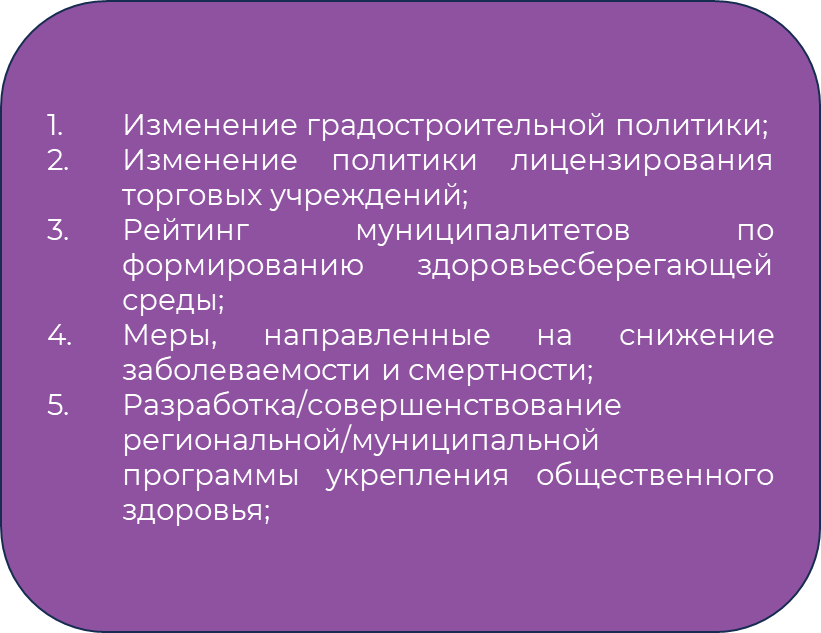 1. Изменение градостроительной политики;
2. Изменение политики лицензирования
торговых учреждений;
3. Рейтинг муниципалитетов по
формированию здоровьесберегающей
среды;
4. Меры, направленные на снижение
заболеваемости и смертности;
5. Разработка/совершенствование
региональной/муниципальной
программы укрепления общественного
здоровья;